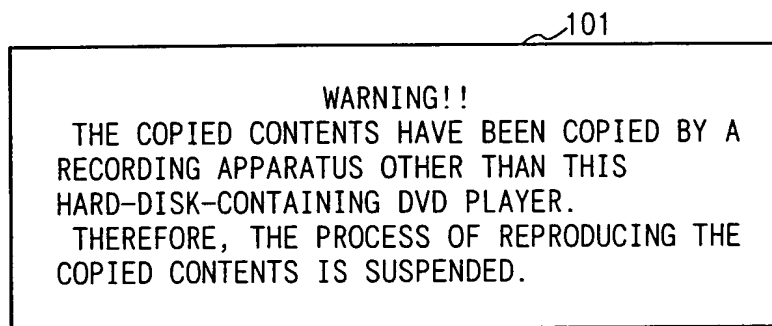 101
WARNING!!
THE COPIED CONTENTS HAVE BEEN COPIED BY A
RECORDING APPARATUS OTHER THAN THIS
HARD-DISK-CONTAINING DVD PLAYER.
THEREFORE, THE PROCESS OF REPRODUCING THE
COPIED CONTENTS IS SUSPENDED.